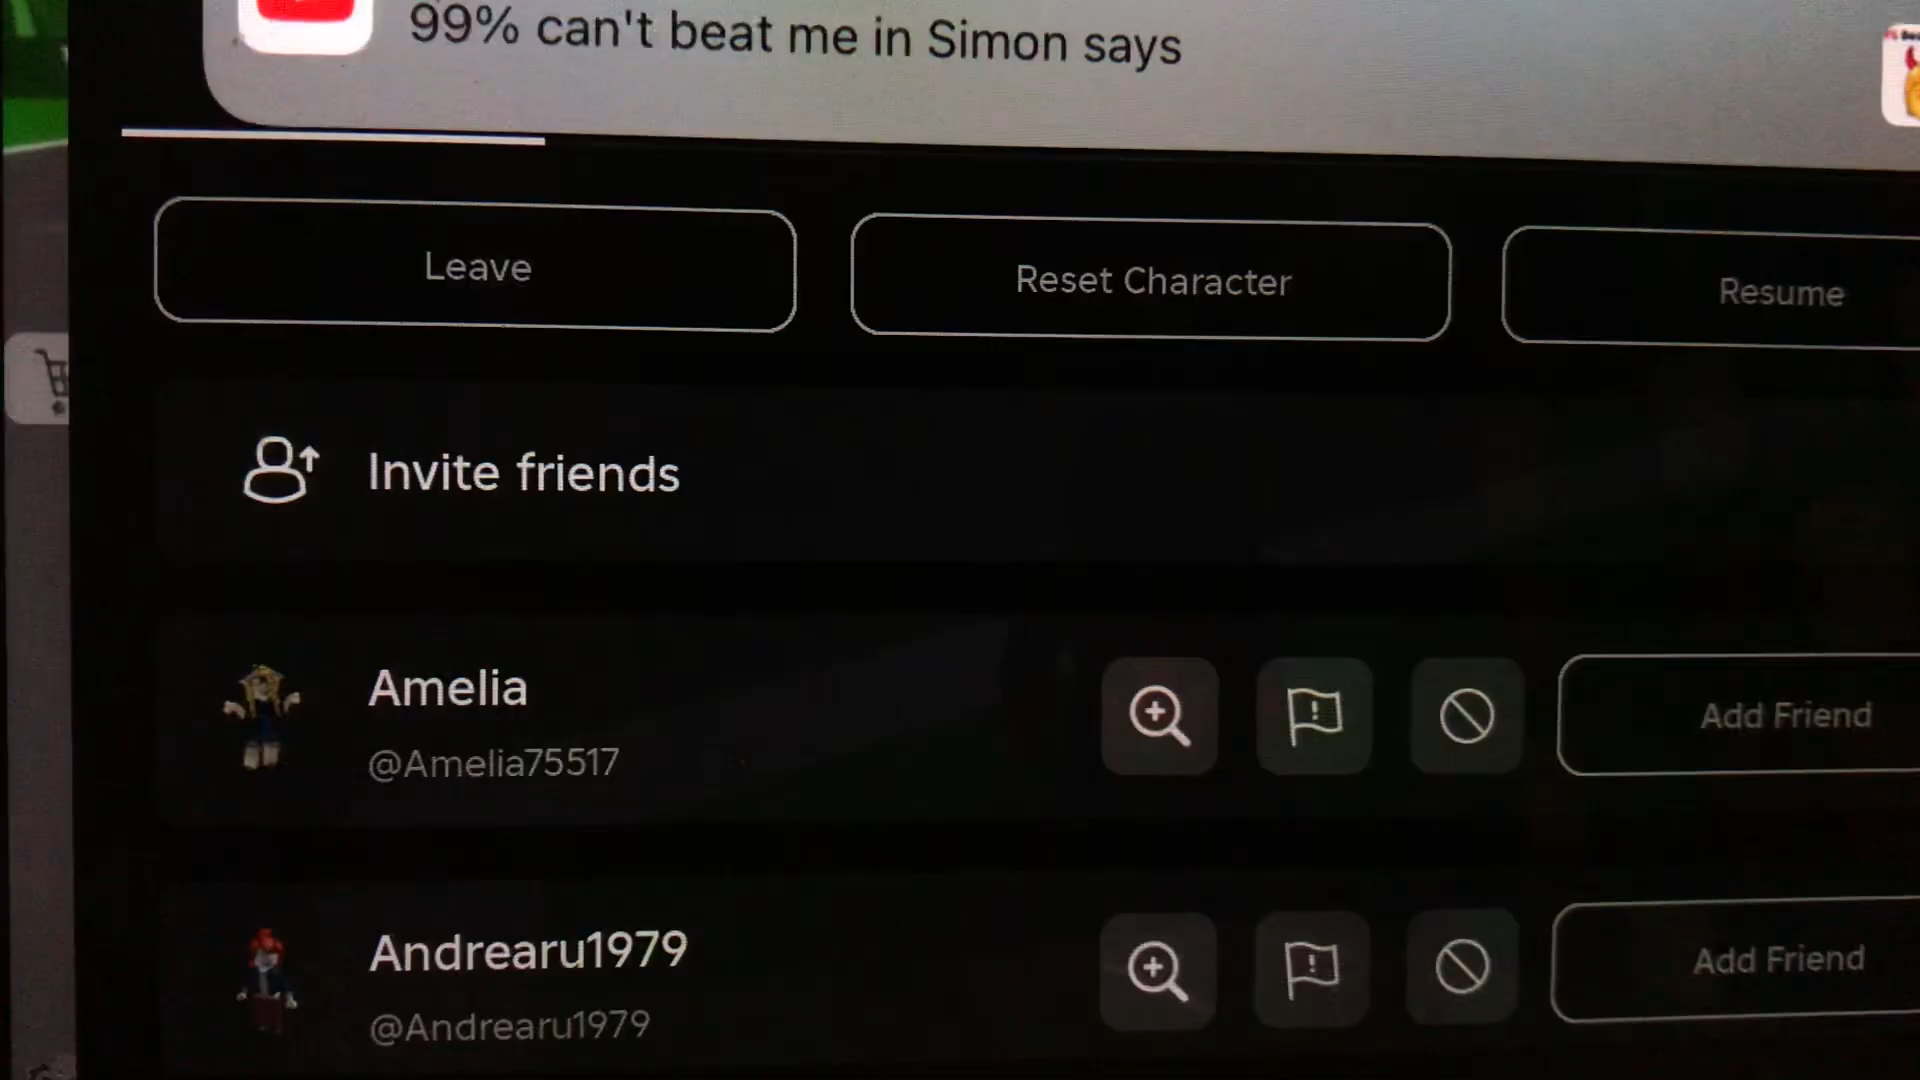 99% can't beat me in Simon says
Leave
Reset Character
Resume
Invite friends
Amelia
@Amelia75517
Add Friend
Andrearu1979
@Andrearu1979
Add Friend